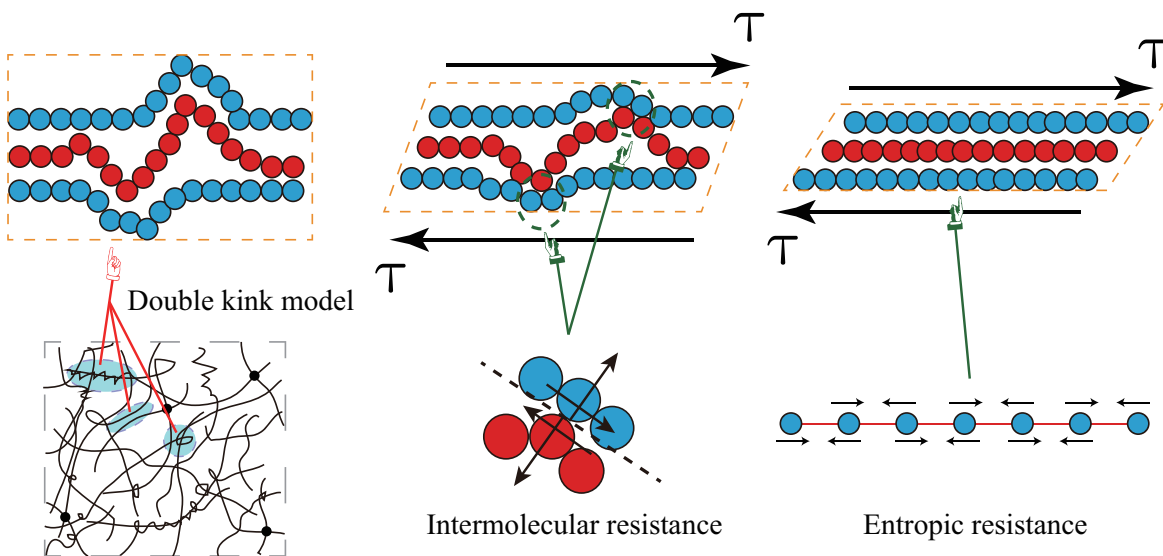 τ
τ
τ
τ
Double kink model
Intermolecular resistance
Entropic resistance